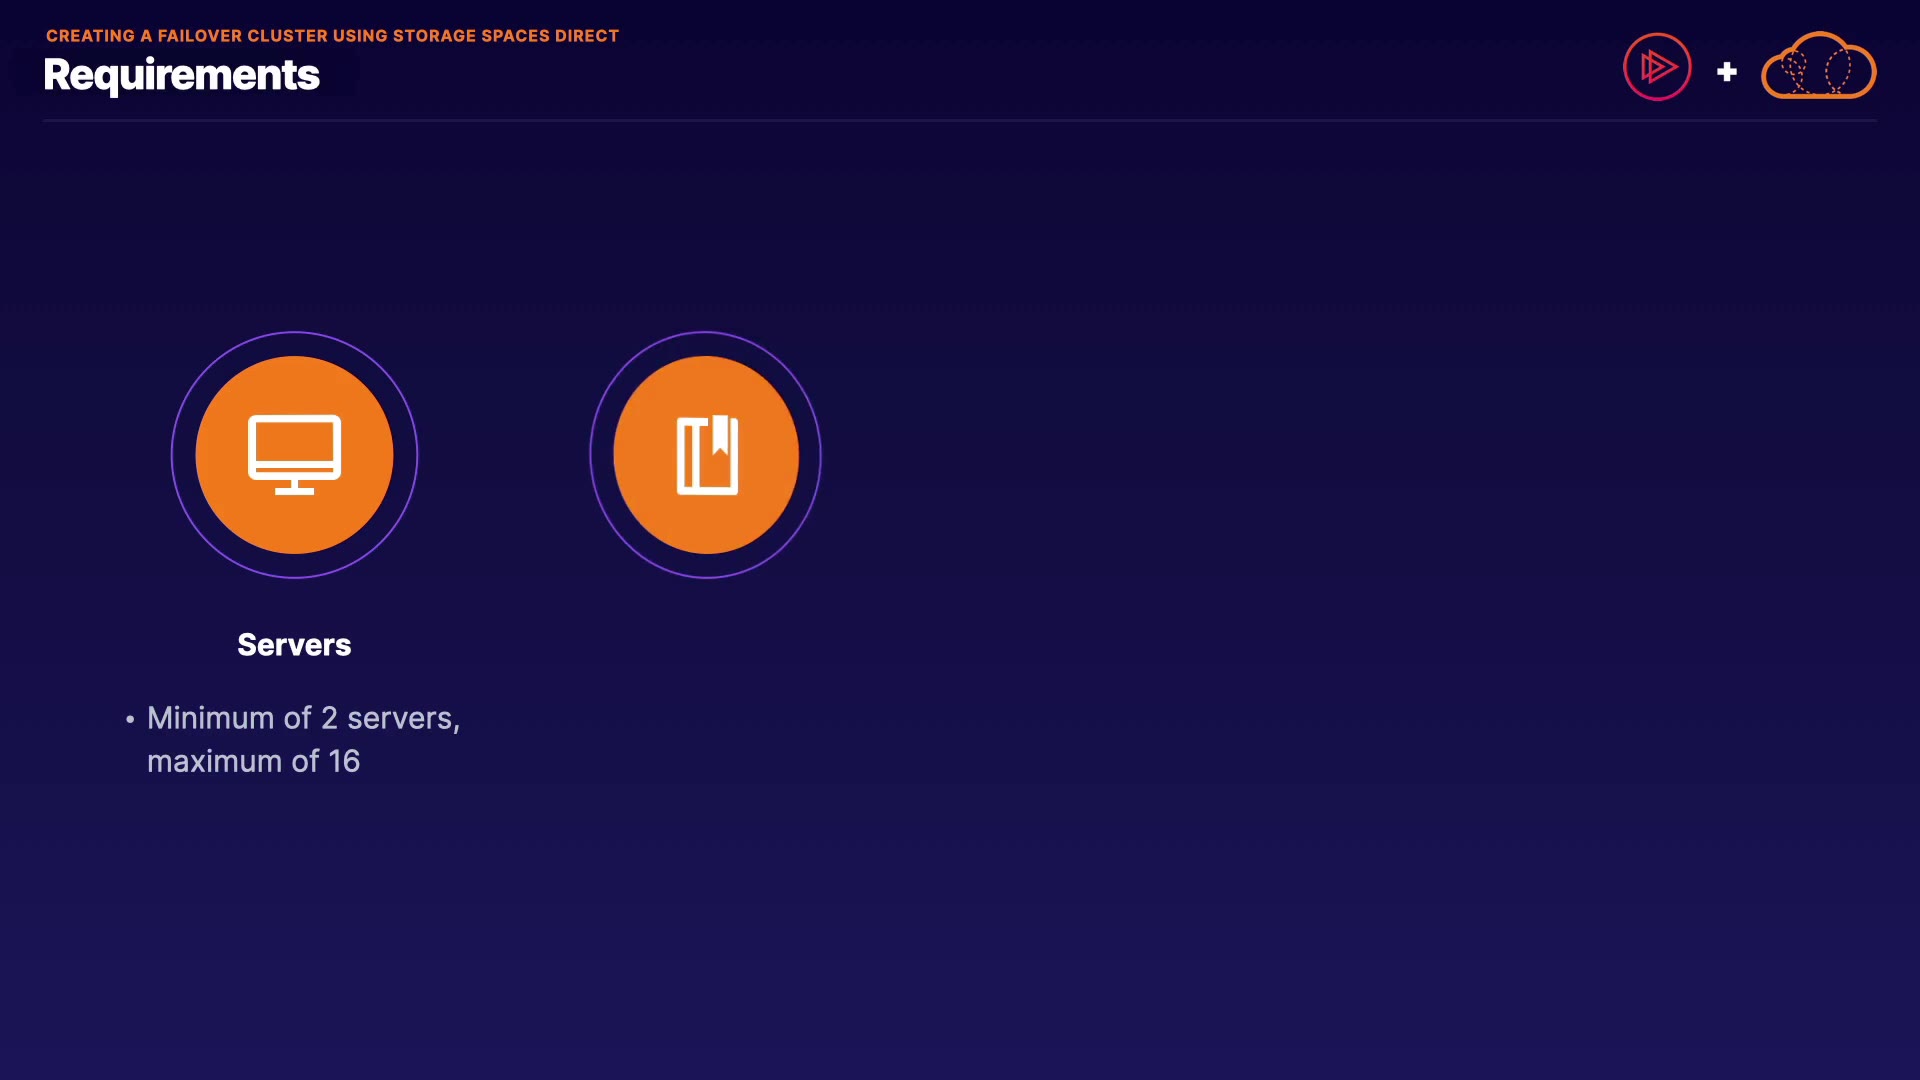 CREATING A FAILOVER CLUSTER USING STORAGE SPACES DIRECT
Requirements
Servers
• Minimum of 2 servers,
maximum of 16